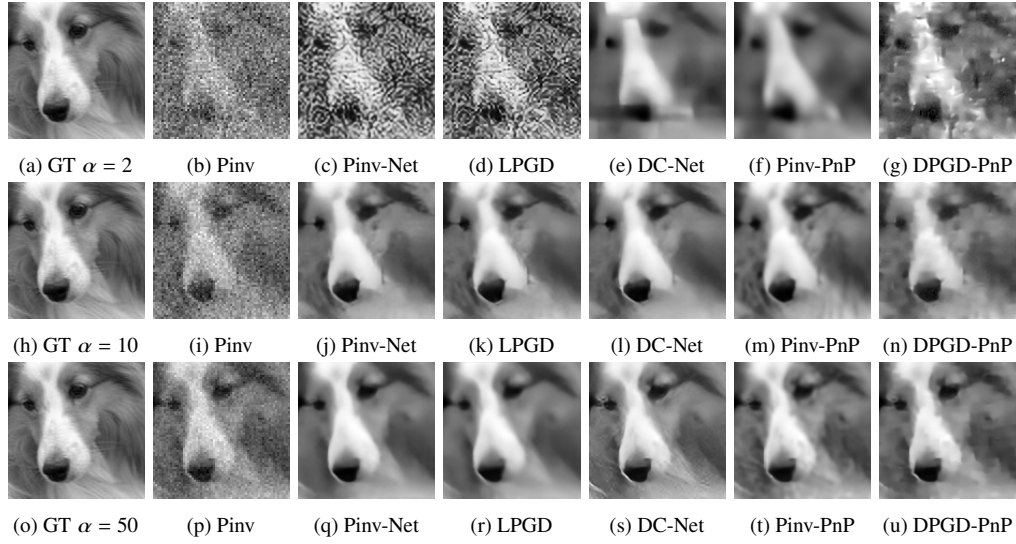 (a) GT α = 2 (b) Pinv (c) Pinv-Net (d) LPGD (e) DC-Net (f) Pinv-PnP (g) DPGD-PnP
(h) GT α = 10 (i) Pinv (j) Pinv-Net (k) LPGD (l) DC-Net (m) Pinv-PnP (n) DPGD-PnP
(o) GT α = 50 (p) Pinv (q) Pinv-Net (r) LPGD (s) DC-Net (t) Pinv-PnP (u) DPGD-PnP